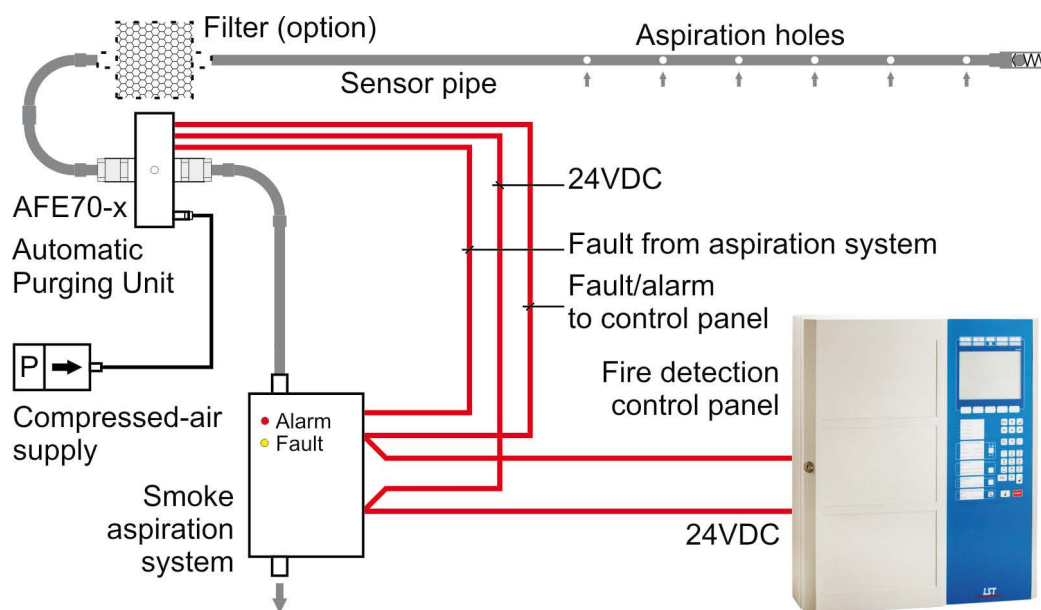 Filter (option)
Aspiration holes
Sensor pipe
24VDC
AFE70-x
Automatic
Purging Unit
Fault from aspiration system
Fault/alarm
to control panel
P
Compressed-air
supply
Fire detection
control panel
Alarm
Fault
Smoke
aspiration
system
24VDC
LST